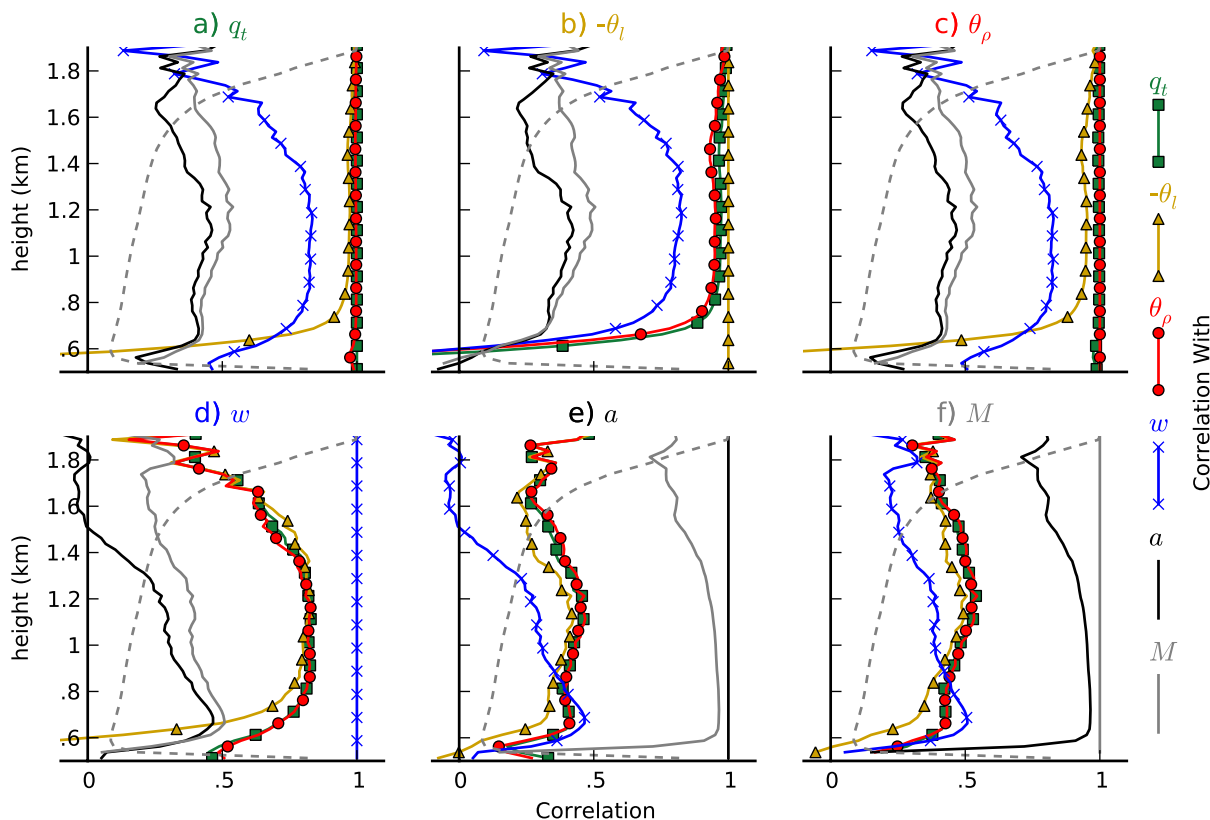 a) q_t
b) -θ_l
c) θ_ρ
height (km)
1.8
1.6
1.4
1.2
1
.8
.6
q_t
-θ_l
θ_ρ
w
a
M
Correlation With
d) w
e) a
f) M
height (km)
1.8
1.6
1.4
1.2
1
.8
.6
0 .5 1
0 .5 1
0 .5 1
Correlation